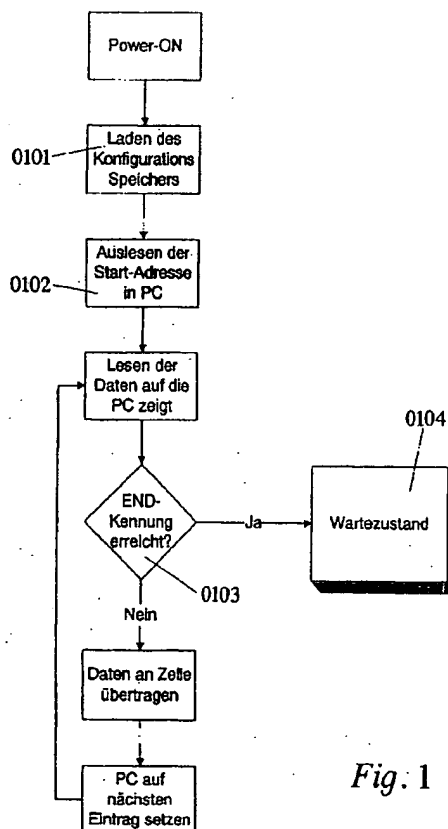 Power-ON
0101
Laden des
Konfigurations
Speichers
0102
Auslesen der
Start-Adresse
in PC
Lesen der
Daten auf die
PC zeigt
0104
END-
Kennung
erreicht?
Ja
Wartezustand
0103
Nein
Daten an Zelle
übertragen
PC auf
nächsten
Eintrag setzen
Fig. 1